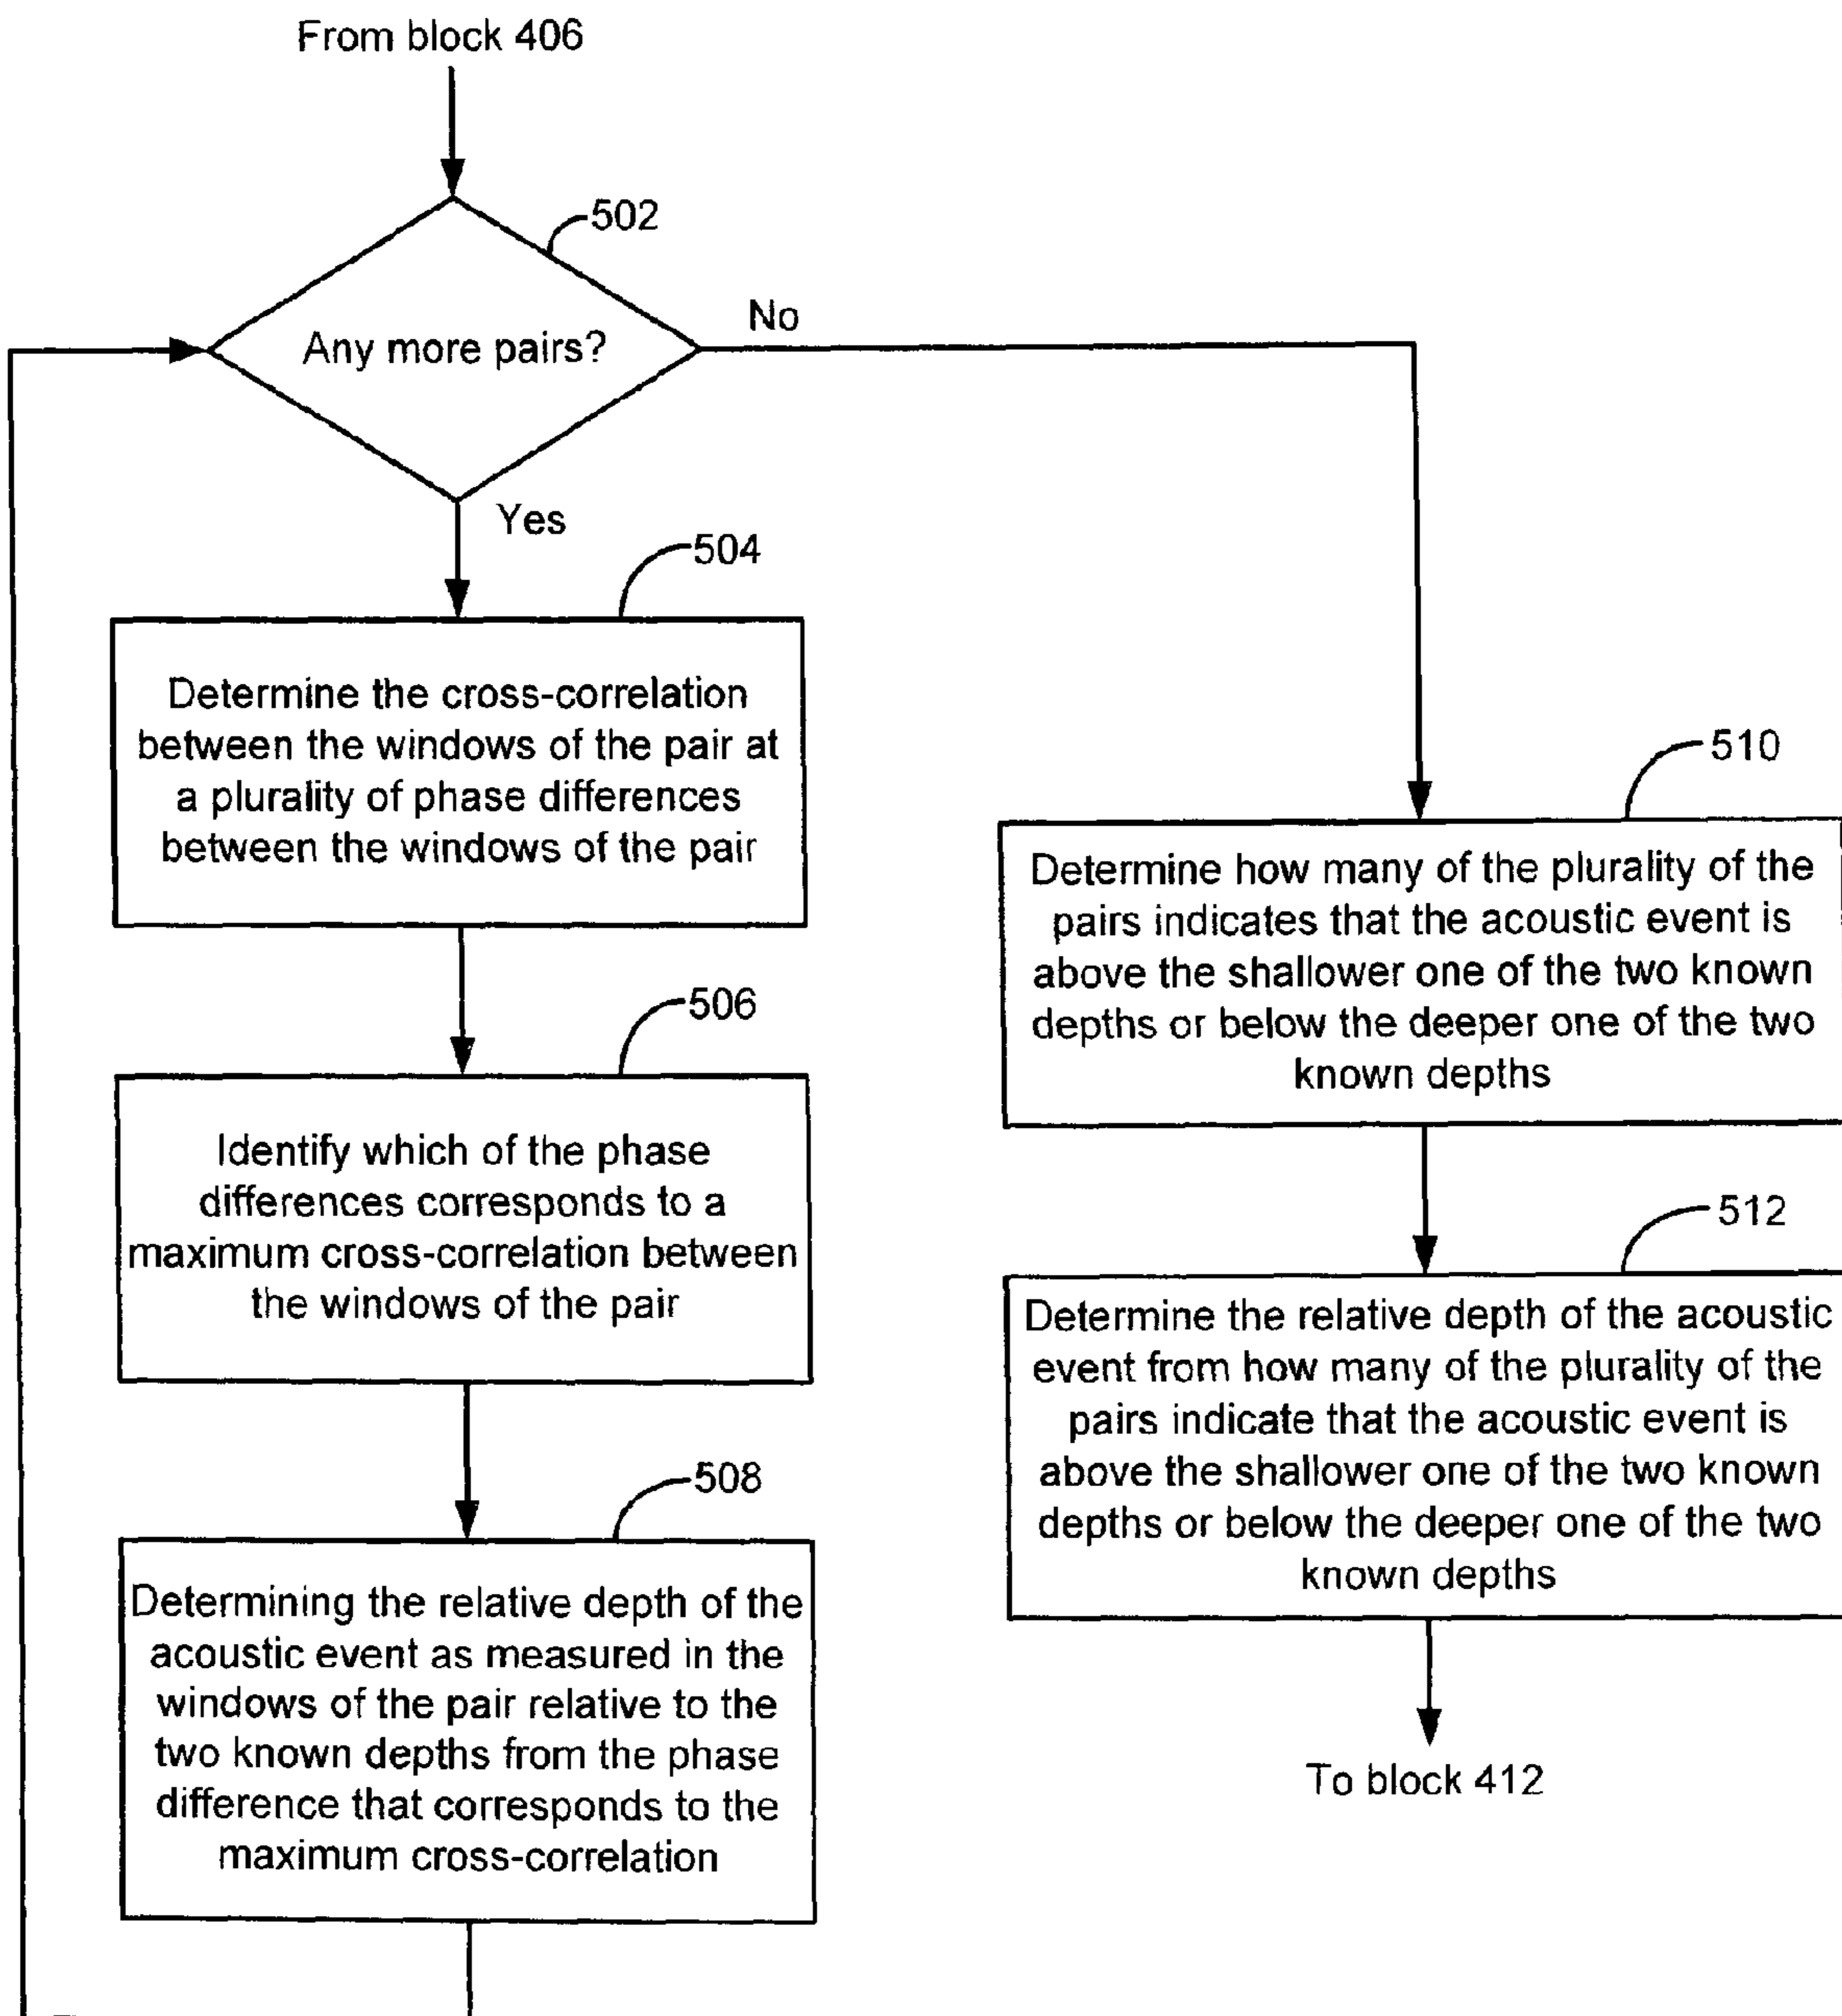 From block 406
502
Any more pairs?
No
Yes
504
Determine the cross-correlation
between the windows of the pair at
a plurality of phase differences
between the windows of the pair
506
Identify which of the phase
differences corresponds to a
maximum cross-correlation between
the windows of the pair
508
Determining the relative depth of the
acoustic event as measured in the
windows of the pair relative to the
two known depths from the phase
difference that corresponds to the
maximum cross-correlation
510
Determine how many of the plurality of the
pairs indicates that the acoustic event is
above the shallower one of the two known
depths or below the deeper one of the two
known depths
512
Determine the relative depth of the acoustic
event from how many of the plurality of the
pairs indicate that the acoustic event is
above the shallower one of the two known
depths or below the deeper one of the two
known depths
To block 412